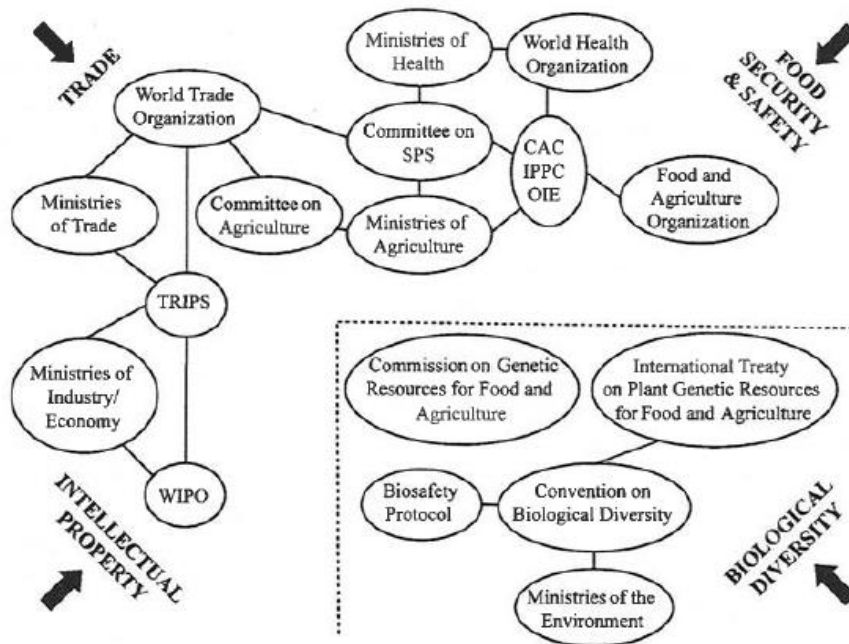 TRADE
World Trade
Organization
Ministries of
Health
World Health
Organization
FOOD
SECURITY
& SAFETY
Committee on
SPS
CAC
IPPC
OIE
Ministries
of Trade
Committee on
Agriculture
Ministries of
Agriculture
Food and
Agriculture
Organization
TRIPS
Ministries of
Industry/
Economy
WIPO
INTELLECTUAL
PROPERTY
Commission on Genetic
Resources for Food and
Agriculture
International Treaty
on Plant Genetic Resources
for Food and Agriculture
Biosafety
Protocol
Convention on
Biological Diversity
Ministries of the
Environment
BIOLOGICAL
DIVERSITY